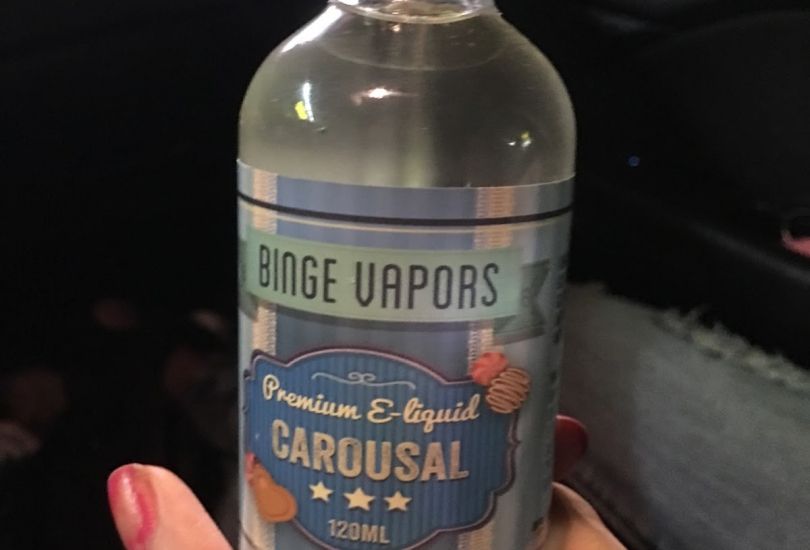 BINGE VAPORS
Premium E-liquid
CAROUSAL
120ML